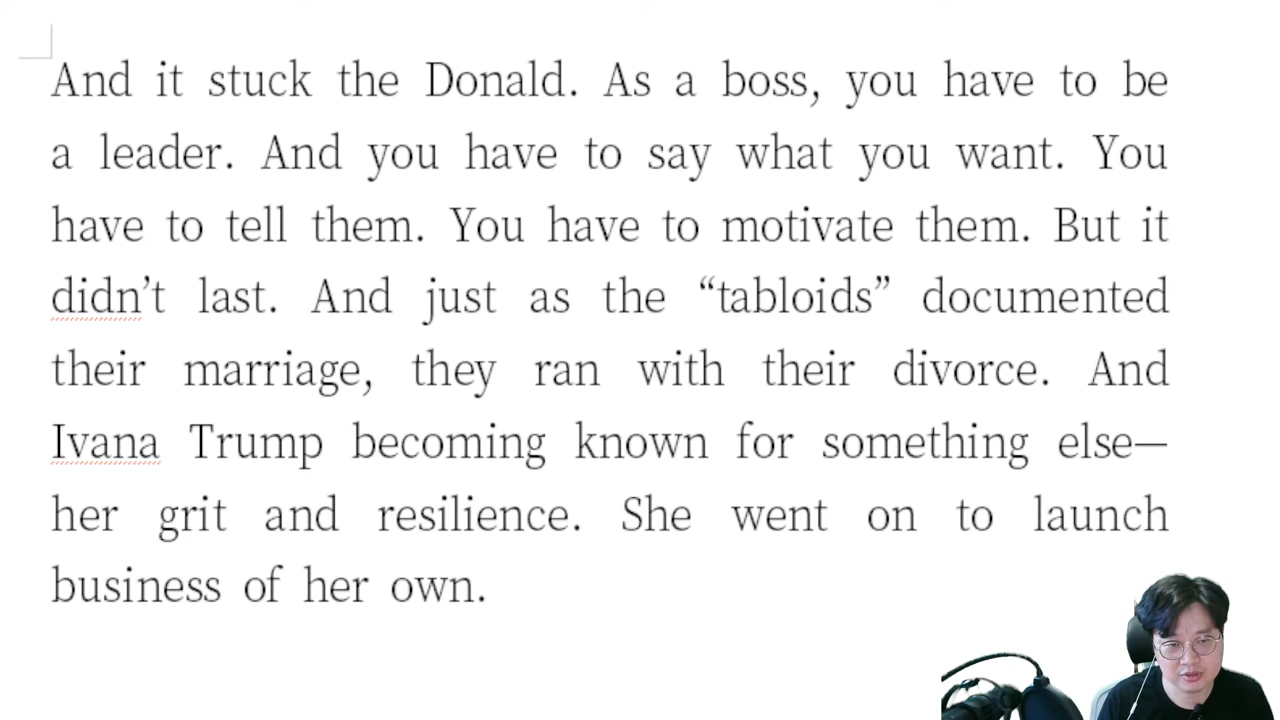 And it stuck the Donald. As a boss, you have to be
a leader. And you have to say what you want. You
have to tell them. You have to motivate them. But it
didn’t last. And just as the “tabloids” documented
their marriage, they ran with their divorce. And
Ivana Trump becoming known for something else—
her grit and resilience. She went on to launch
business of her own.